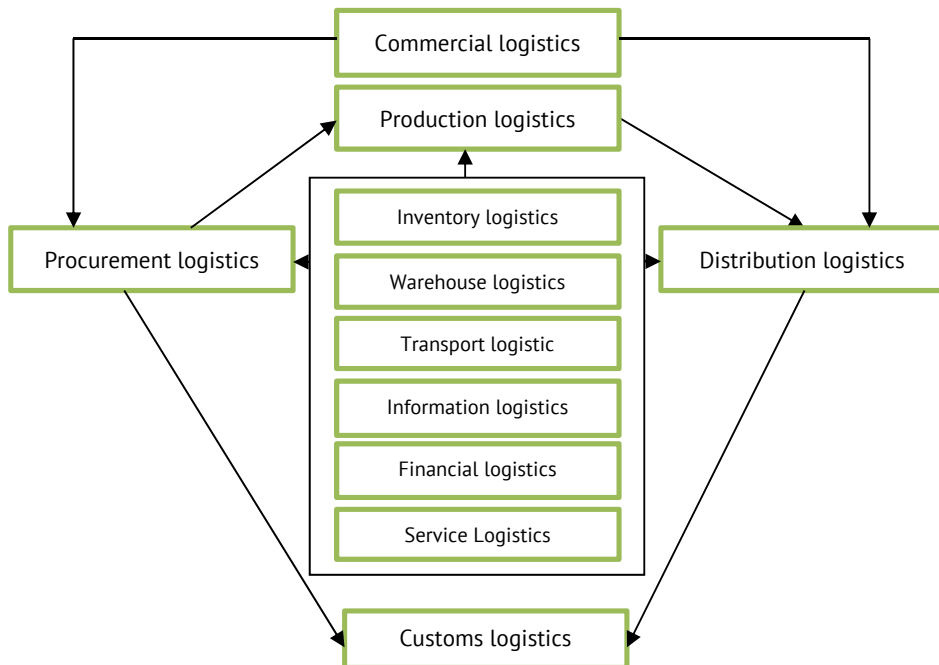 Commercial logistics
Production logistics
Inventory logistics
Procurement logistics
Distribution logistics
Warehouse logistics
Transport logistic
Information logistics
Financial logistics
Service Logistics
Customs logistics